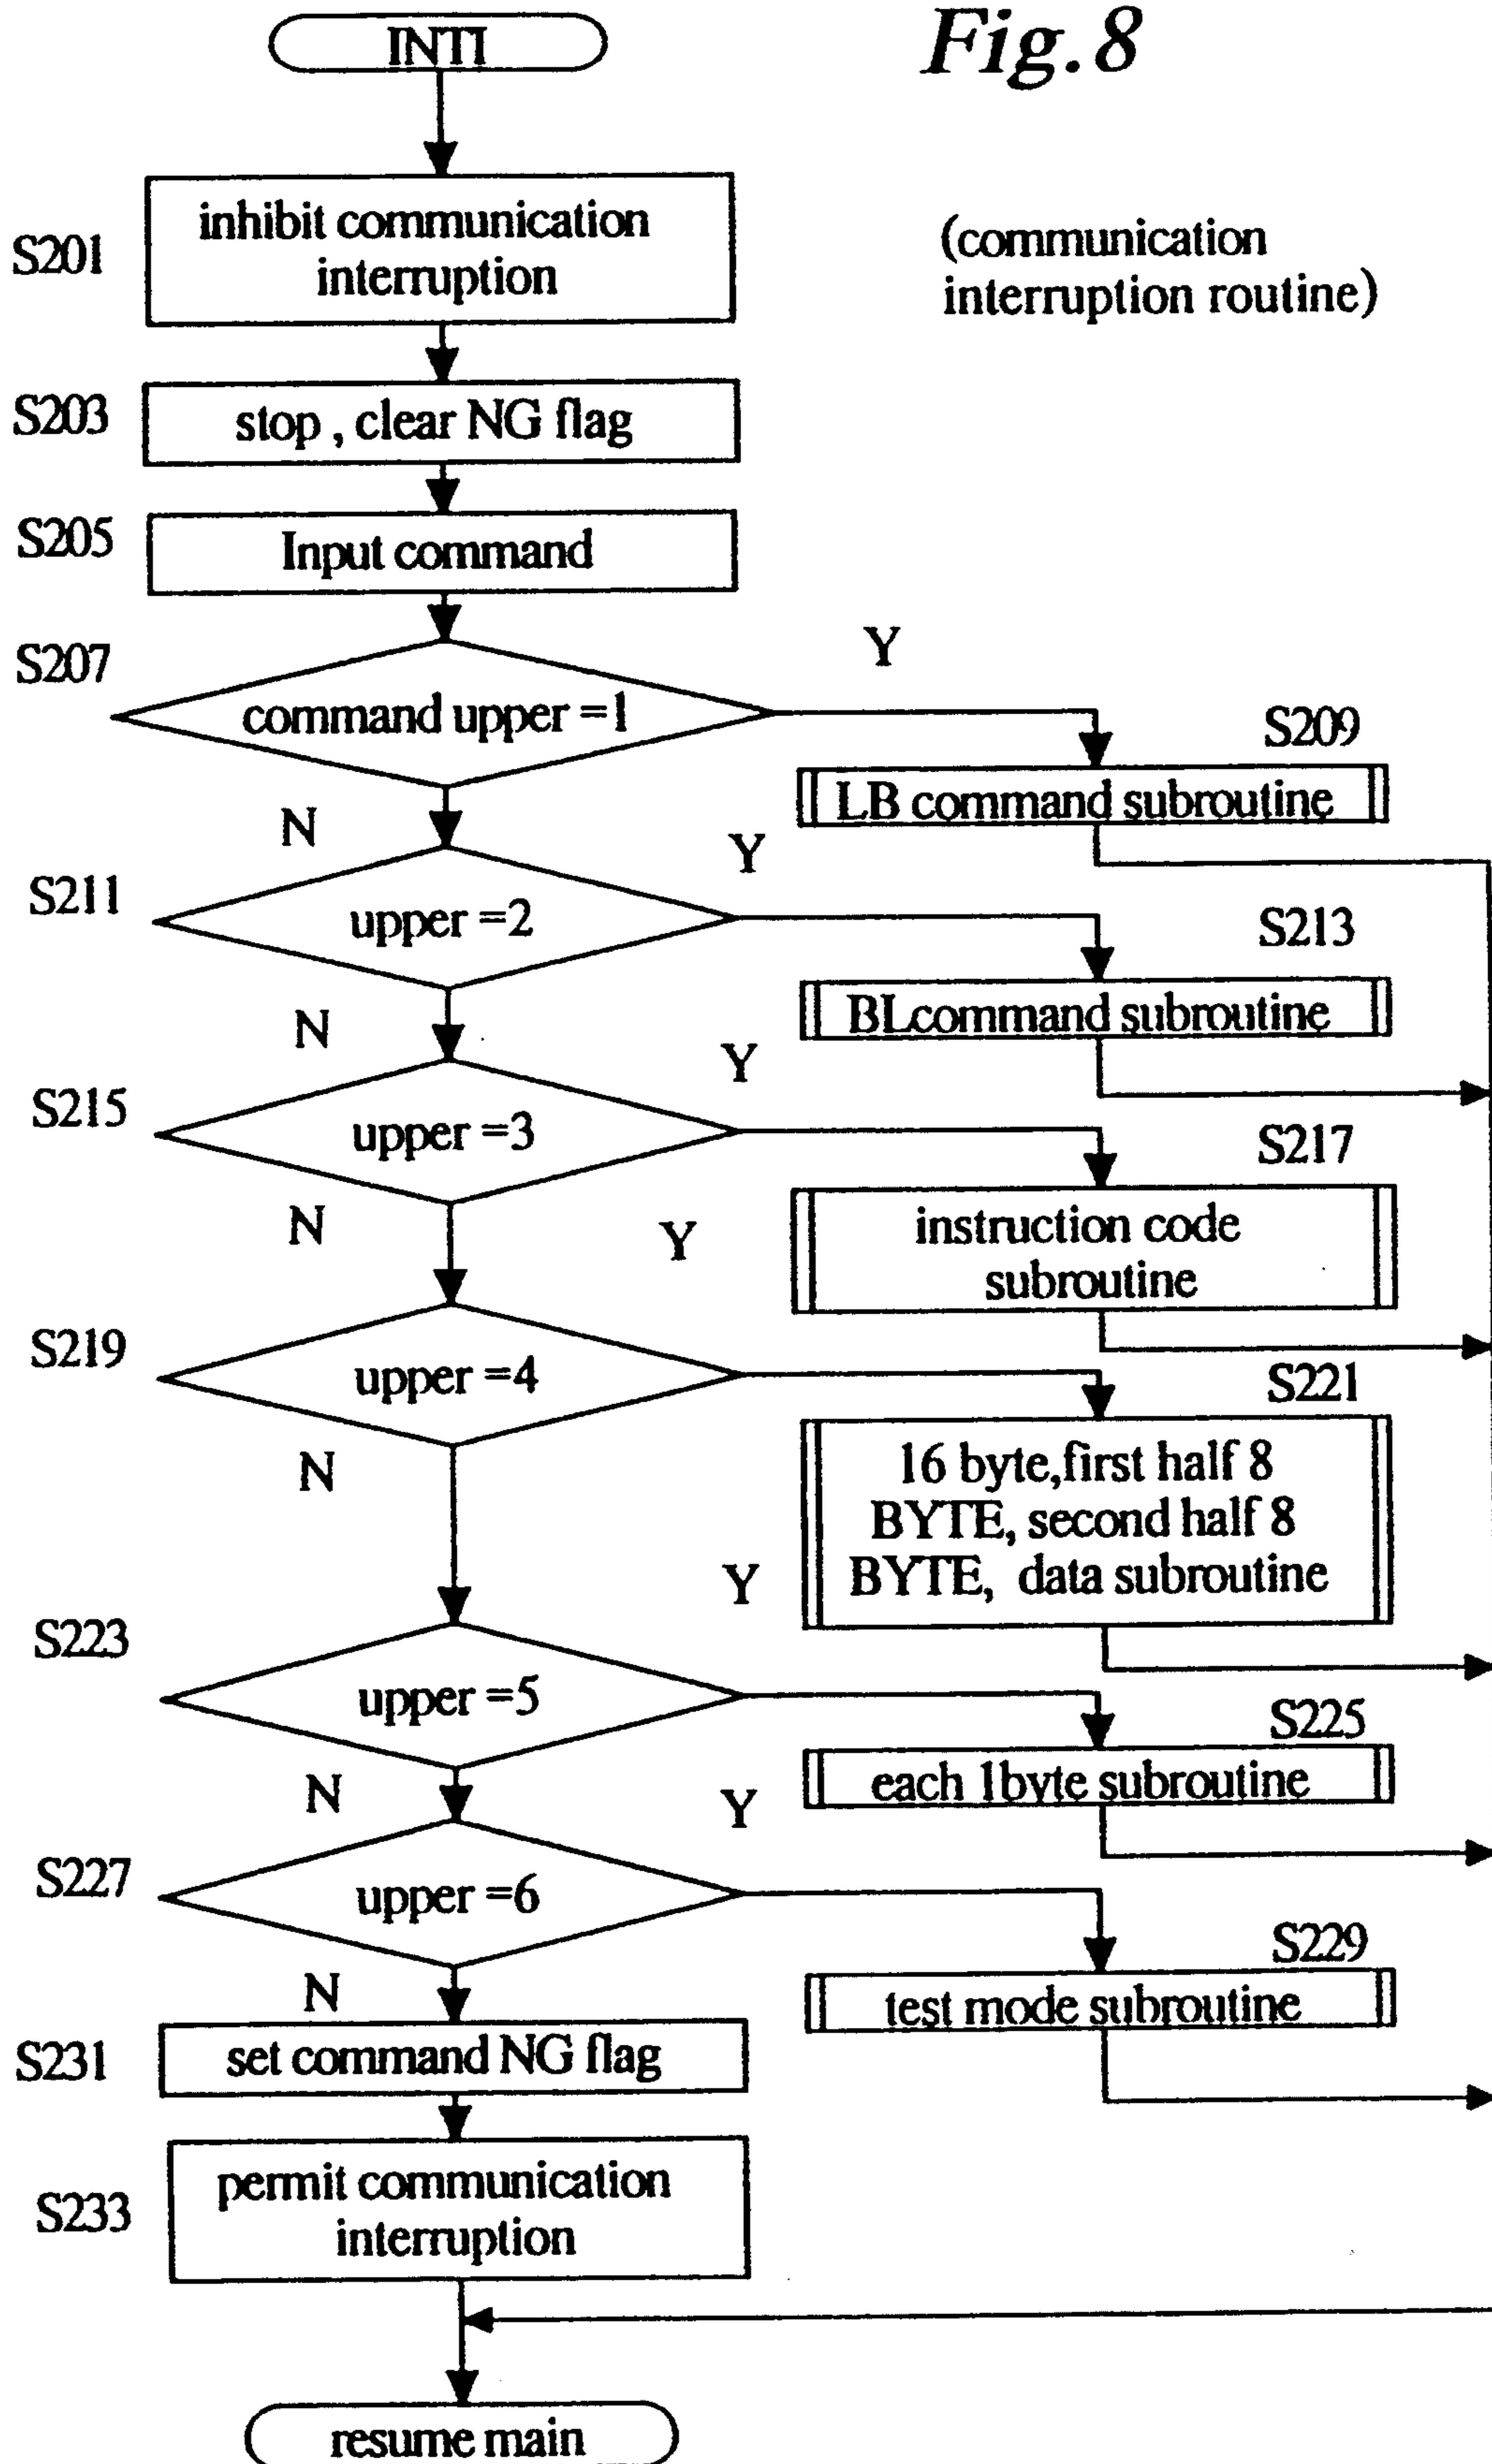 INTI
Fig. 8
S201
inhibit communication
interruption
(communication
interruption routine)
S203
stop , clear NG flag
S205
Input command
S207
command upper =1
Y
S209
LB command subroutine
N
S211
upper =2
Y
S213
BLcommand subroutine
N
S215
upper =3
Y
S217
instruction code
subroutine
N
S219
upper =4
Y
S221
16 byte,first half 8
BYTE, second half 8
BYTE, data subroutine
N
S223
upper =5
Y
S225
each 1byte subroutine
N
S227
upper =6
Y
S229
test mode subroutine
N
S231
set command NG flag
S233
permit communication
interruption
resume main